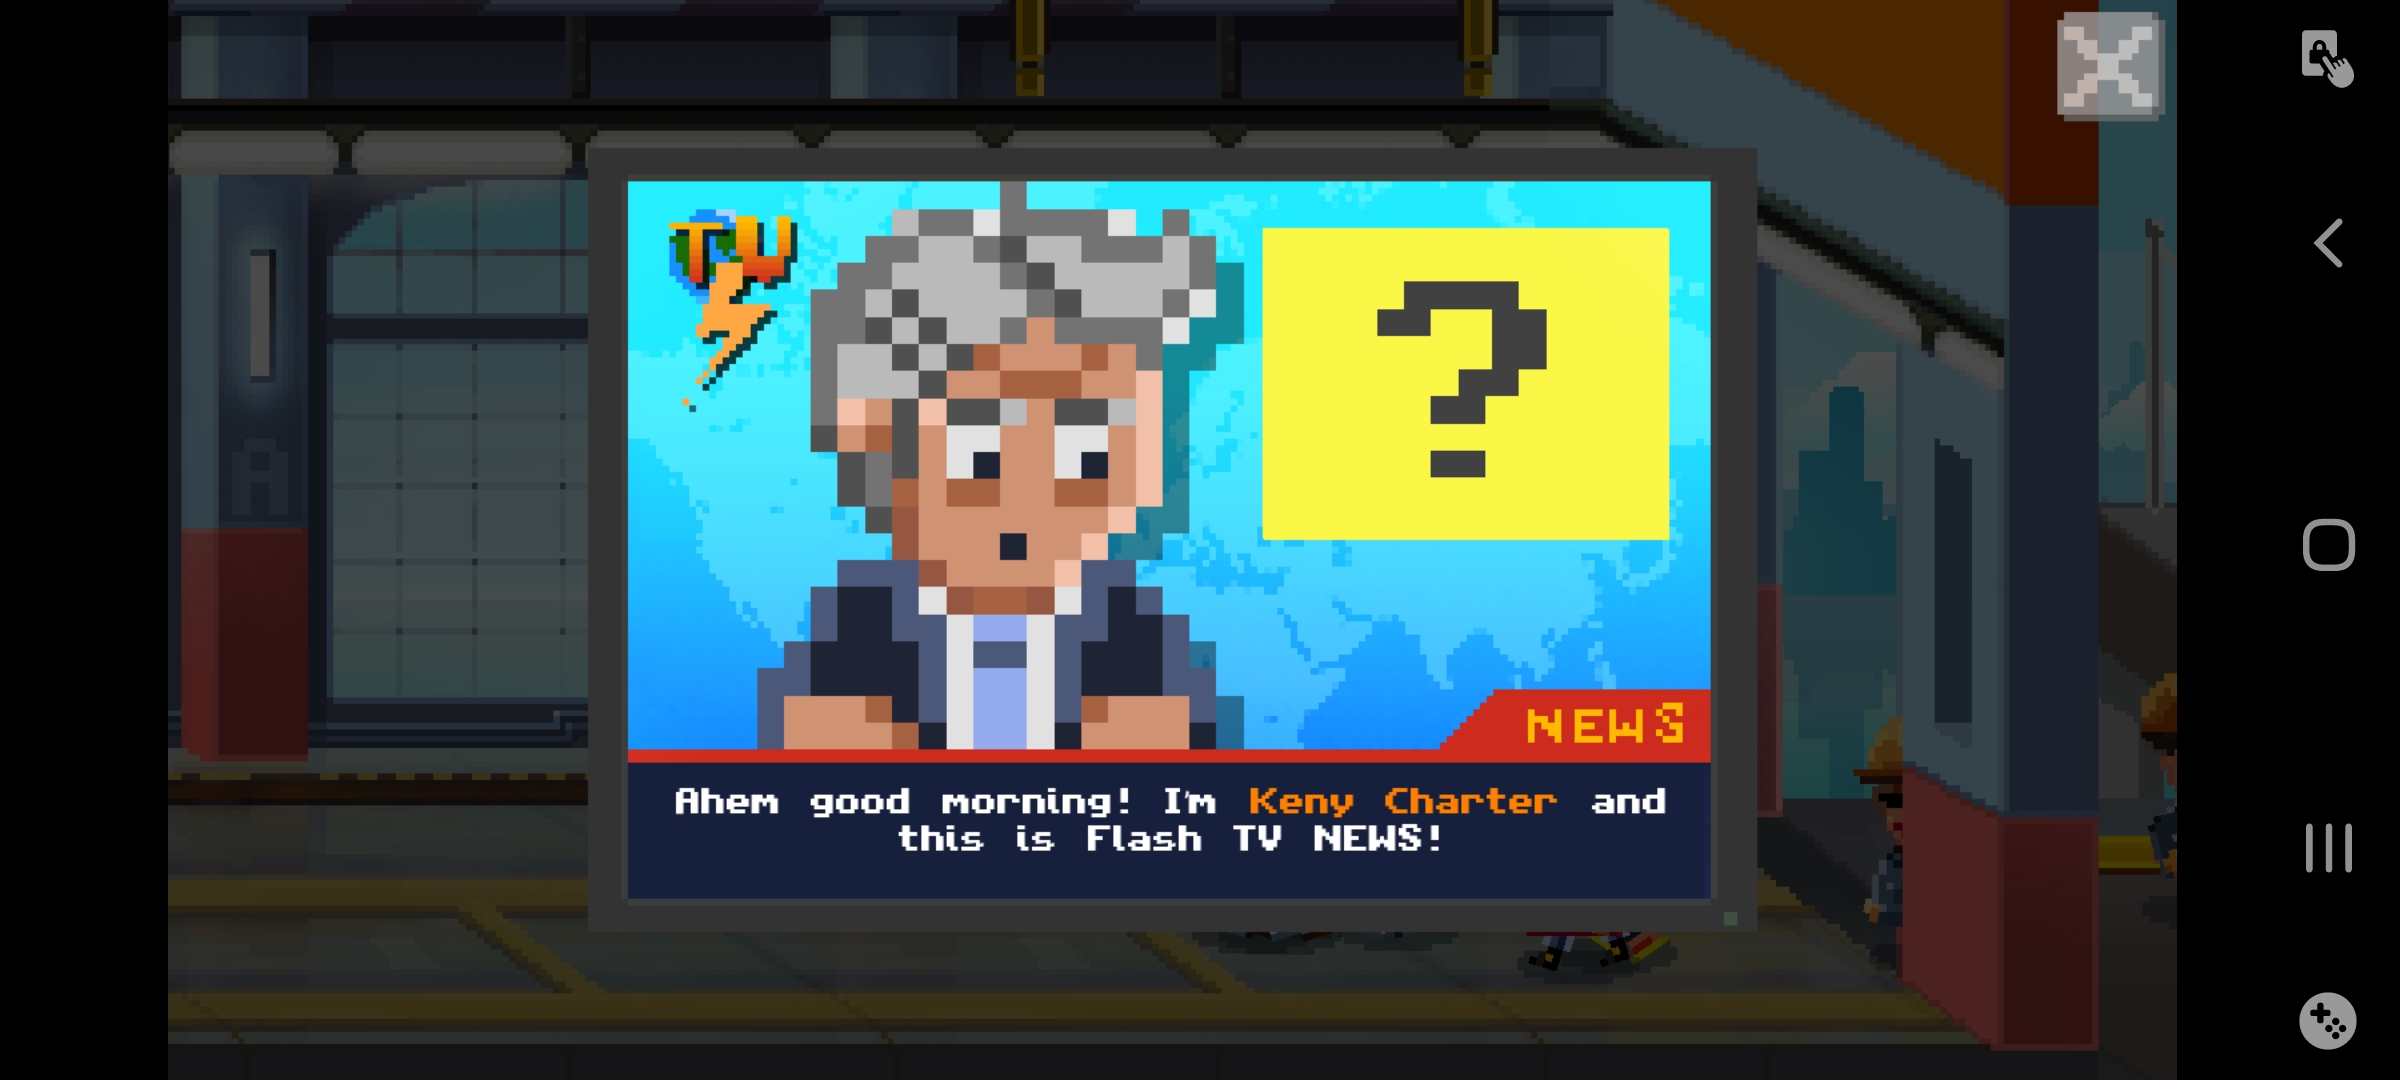 TV
?
A
NEWS
Ahem good morning! I'm Keny Charter and
this is Flash TV NEWS!